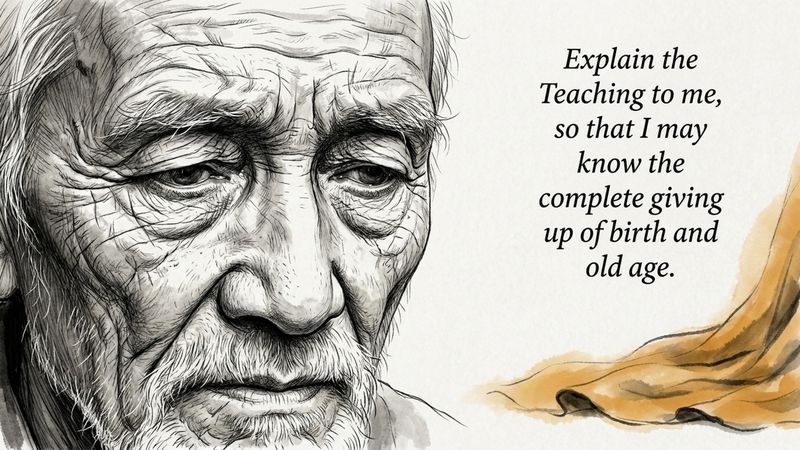 Explain the
Teaching to me,
so that I may
know the
complete giving
up of birth and
old age.